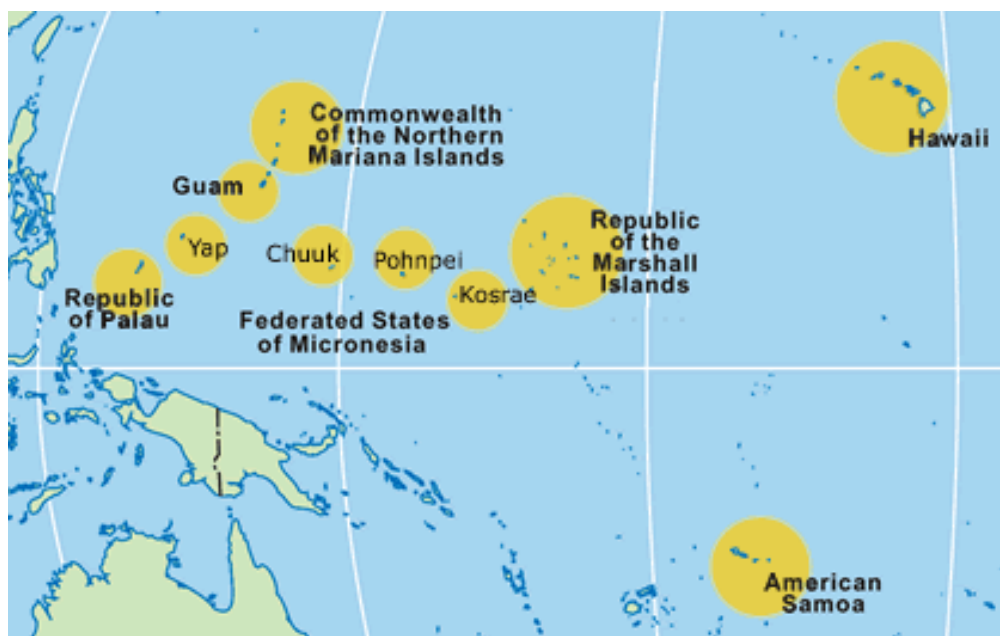 Commonwealth
of the Northern
Mariana Islands
Hawaii
Guam
Yap
Chuuk
Pohnpei
Kosrae
Republic
of the
Marshall
Islands
Republic
of Palau
Federated States
of Micronesia
American
Samoa